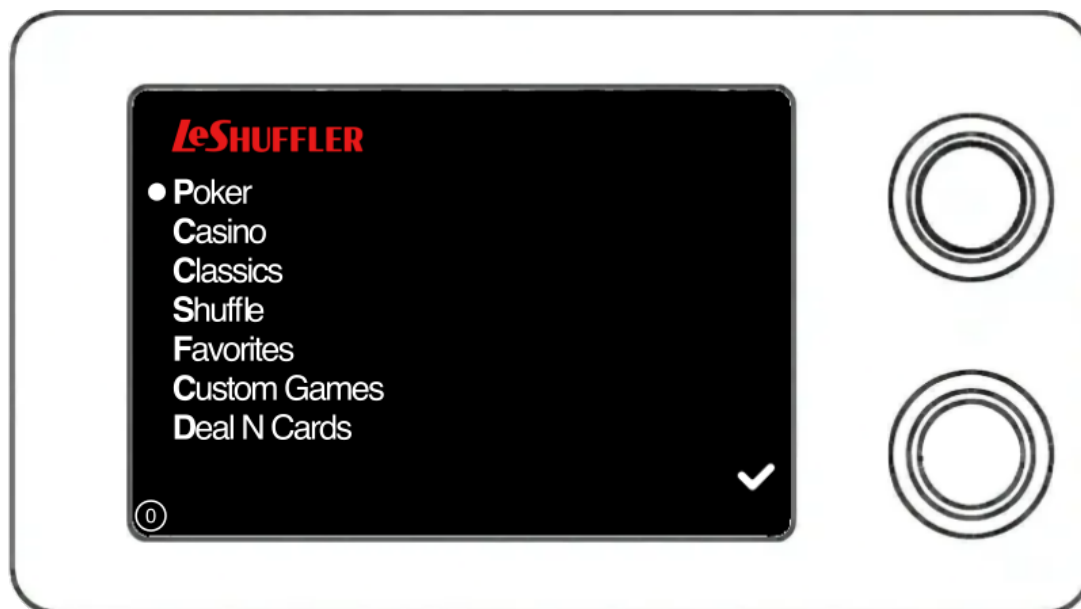 LeSHUFFLER
Poker
Casino
Classics
Shuffle
Favorites
Custom Games
Deal N Cards
0